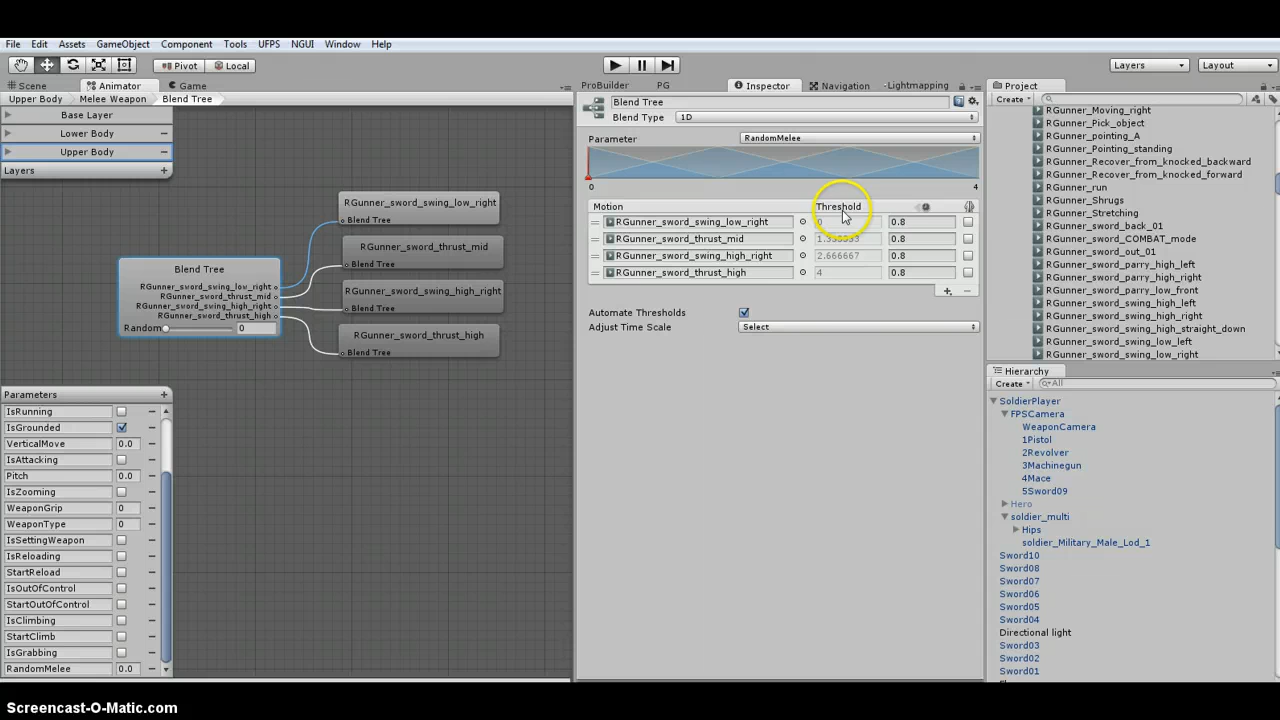 File Edit Assets GameObject Component Tools UFPS NGUI Window Help
Pivot Local Layers Layout
Scene Animator Game
Upper Body Melee Weapon Blend Tree
Base Layer
Lower Body
Upper Body
Layers
RGunner_sword_swing_low_right
Blend Tree
RGunner_sword_thrust_mid
Blend Tree
RGunner_sword_swing_high_right
Blend Tree
RGunner_sword_thrust_high
Blend Tree
Blend Tree
RGunner_sword_swing_low_right
RGunner_sword_thrust_mid
RGunner_sword_swing_high_right
RGunner_sword_thrust_high
Random 0
Parameters
IsRunning
IsGrounded
VerticalMove 0.0
IsAttacking
Pitch 0.0
IsZooming
WeaponGrip 0
WeaponType 0
IsSettingWeapon
IsReloading
StartReload
IsOutOfControl
StartOutOfControl
IsClimbing
StartClimb
IsGrabbing
RandomMelee 0.0
ProBuilder PG Inspector Navigation Lightmapping
Blend Tree
Blend Type 1D
Parameter RandomMelee
0 4
Motion Threshold
RGunner_sword_swing_low_right 0 0.8
RGunner_sword_thrust_mid 0.8
RGunner_sword_swing_high_right 2.666667 0.8
RGunner_sword_thrust_high 4 0.8
Automate Thresholds
Adjust Time Scale Select
Project
Create
RGunner_Moving_right
RGunner_Pick_object
RGunner_pointing_A
RGunner_Pointing_standing
RGunner_Recover_from_knocked_backward
RGunner_Recover_from_knocked_forward
RGunner_run
RGunner_Shrugs
RGunner_Stretching
RGunner_sword_back_01
RGunner_sword_COMBAT_mode
RGunner_sword_out_01
RGunner_sword_parry_high_left
RGunner_sword_parry_high_right
RGunner_sword_parry_low_front
RGunner_sword_swing_high_left
RGunner_sword_swing_high_right
RGunner_sword_swing_high_straight_down
RGunner_sword_swing_low_left
RGunner_sword_swing_low_right
Hierarchy
Create All
SoldierPlayer
FPSCamera
WeaponCamera
1Pistol
2Revolver
3Machinegun
4Mace
5Sword09
Hero
soldier_multi
Hips
soldier_Military_Male_Lod_1
Sword10
Sword08
Sword07
Sword06
Sword05
Sword04
Directional light
Sword03
Sword02
Sword01
Screencast-O-Matic.com